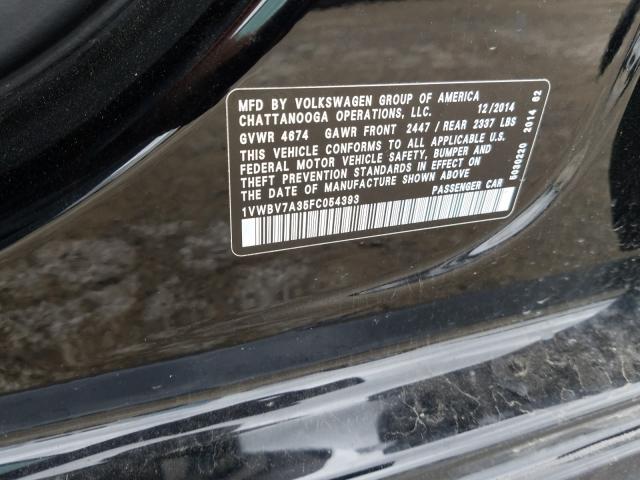 MFD BY VOLKSWAGEN GROUP OF AMERICA 12/2014
CHATTANOOGA OPERATIONS, LLC.
GVWR 4674 GAWR FRONT 2447 / REAR 2337 LBS
THIS VEHICLE CONFORMS TO ALL APPLICABLE U.S.
FEDERAL MOTOR VEHICLE SAFETY, BUMPER AND
THEFT PREVENTION STANDARDS IN EFFECT ON
THE DATE OF MANUFACTURE SHOWN ABOVE
1VWBV7A35FC054393 PASSENGER CAR
5030220 2014 62